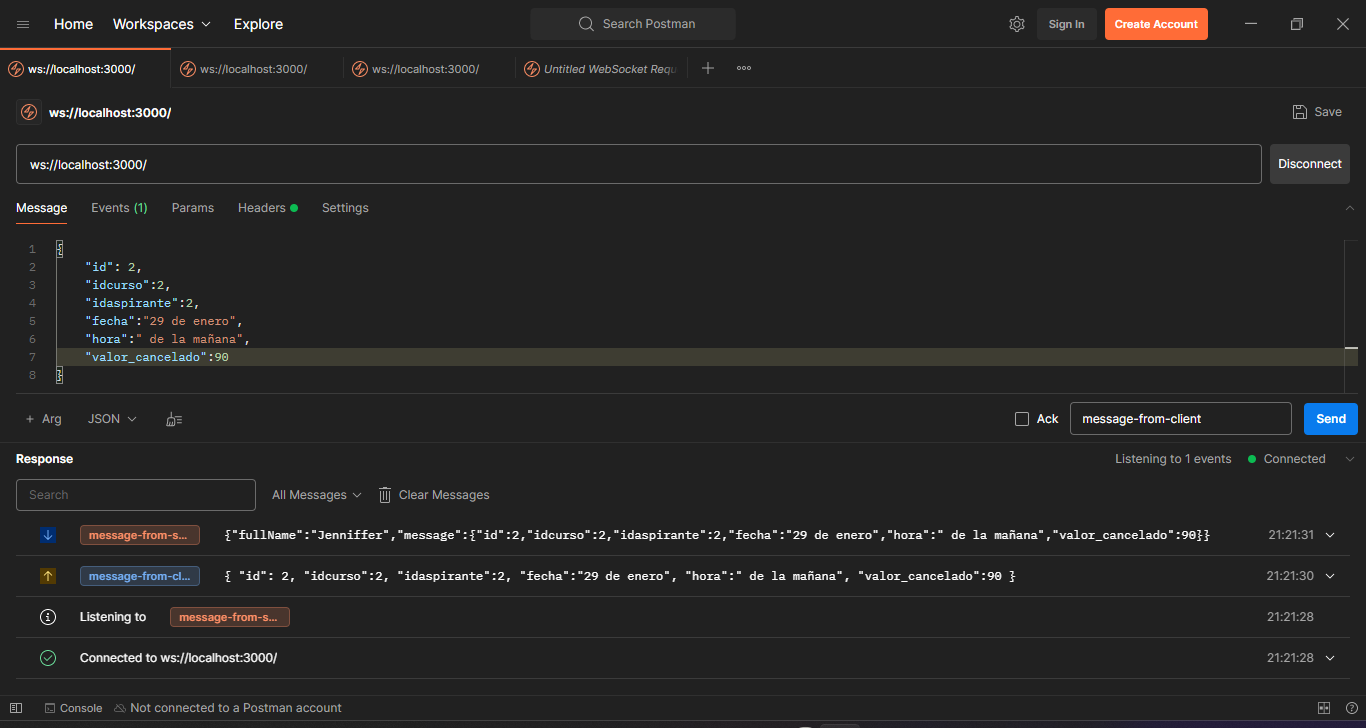 Home Workspaces Explore Search Postman Sign In Create Account
ws://localhost:3000/ ws://localhost:3000/ ws://localhost:3000/ Untitled WebSocket Requ
ws://localhost:3000/ Save
ws://localhost:3000/ Disconnect
Message Events (1) Params Headers Settings
1 {
2 "id": 2,
3 "idcurso":2,
4 "idaspirante":2,
5 "fecha":"29 de enero",
6 "hora":" de la mañana",
7 "valor_cancelado":90
8 }
+ Arg JSON Ack message-from-client Send
Response Listening to 1 events Connected
Search All Messages Clear Messages
message-from-s... {"fullName":"Jenniffer","message":{"id":2,"idcurso":2,"idaspirante":2,"fecha":"29 de enero","hora":" de la mañana","valor_cancelado":90}} 21:21:31
message-from-cl... { "id": 2, "idcurso":2, "idaspirante":2, "fecha":"29 de enero", "hora":" de la mañana", "valor_cancelado":90 } 21:21:30
Listening to message-from-s... 21:21:28
Connected to ws://localhost:3000/ 21:21:28
Console Not connected to a Postman account